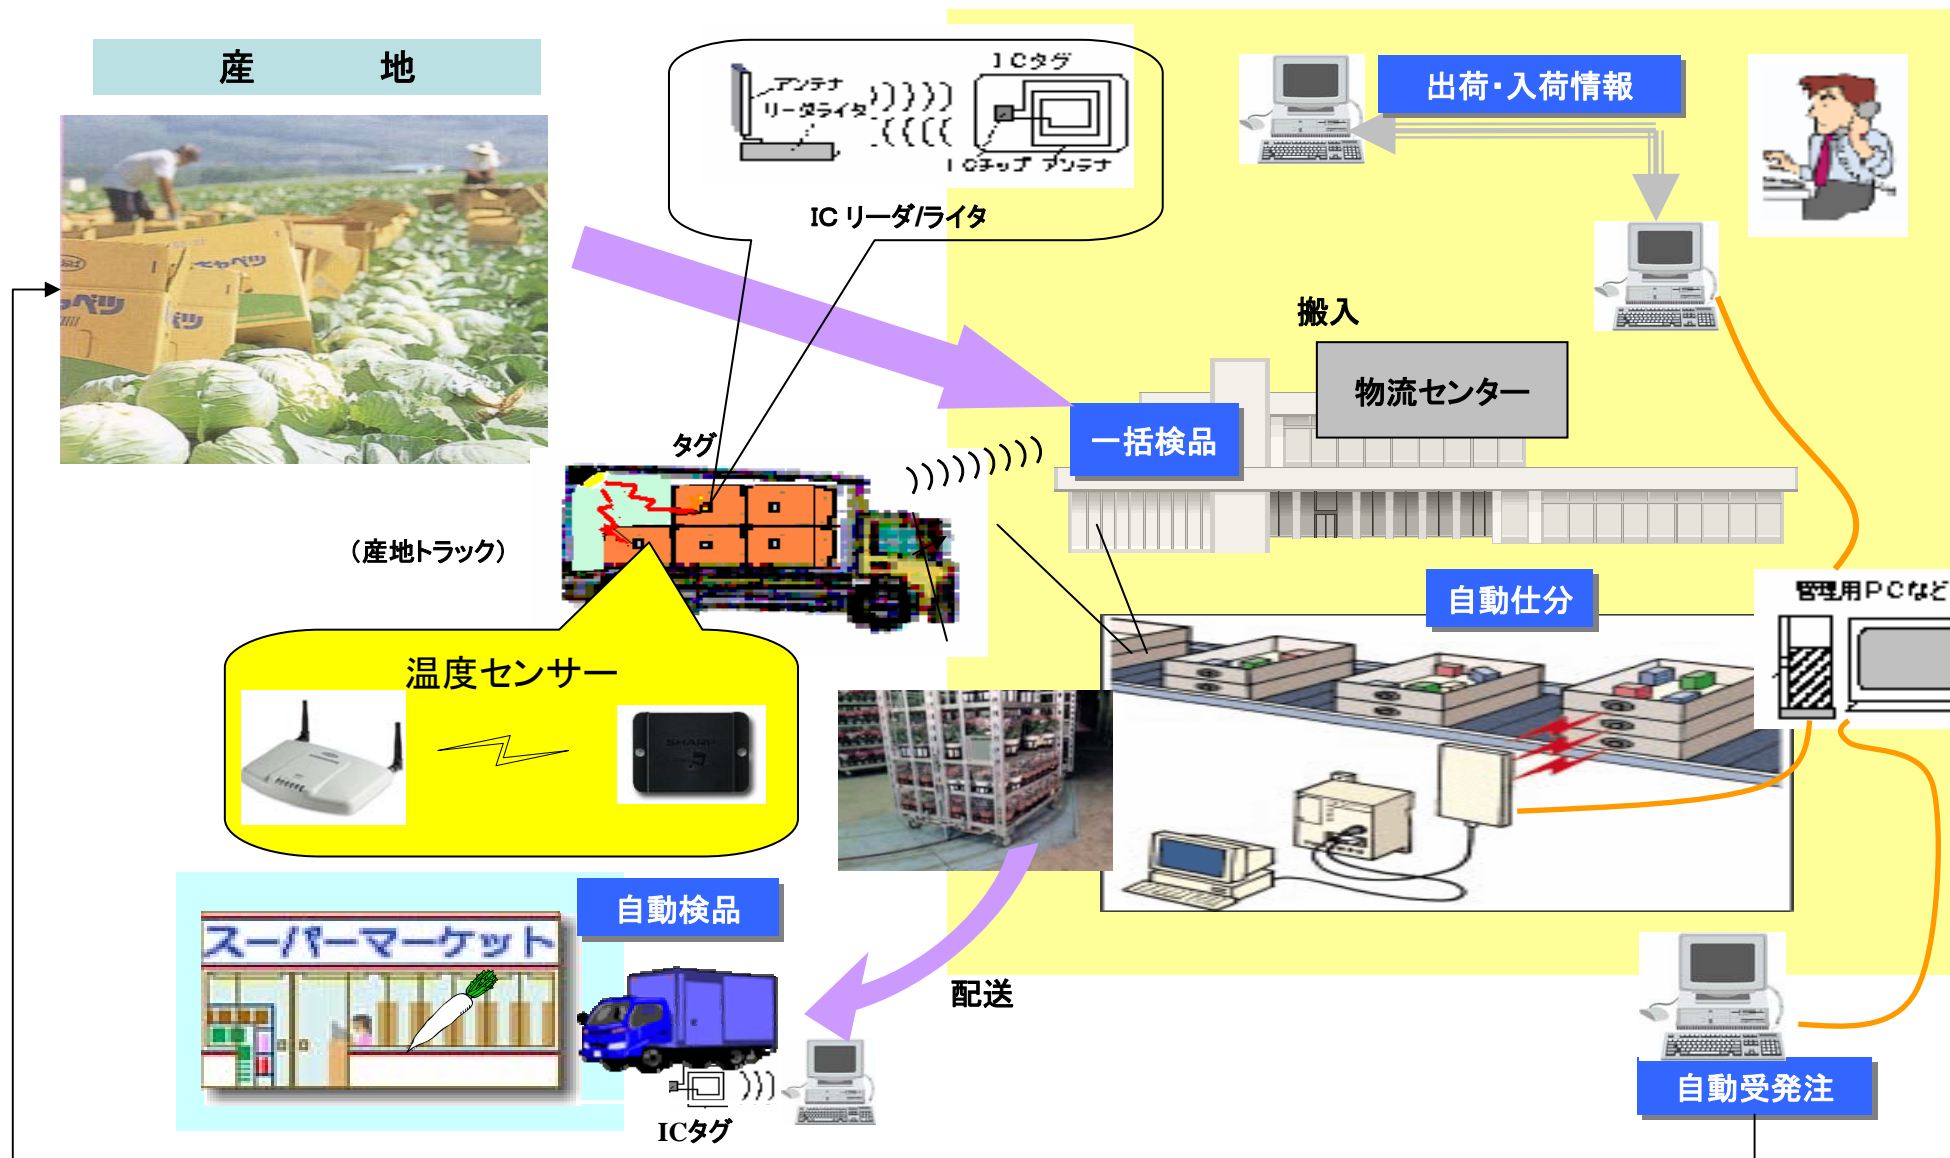 産　地
ICタグ
アンテナ
リーダライタ
ICチップ アンテナ
IC リーダ/ライタ
出荷・入荷情報
搬入
物流センター
一括検品
タグ
（産地トラック）
キャベツ
自動仕分
管理用PCなど
温度センサー
SHARP
自動検品
スーパーマーケット
配送
ICタグ
自動受発注